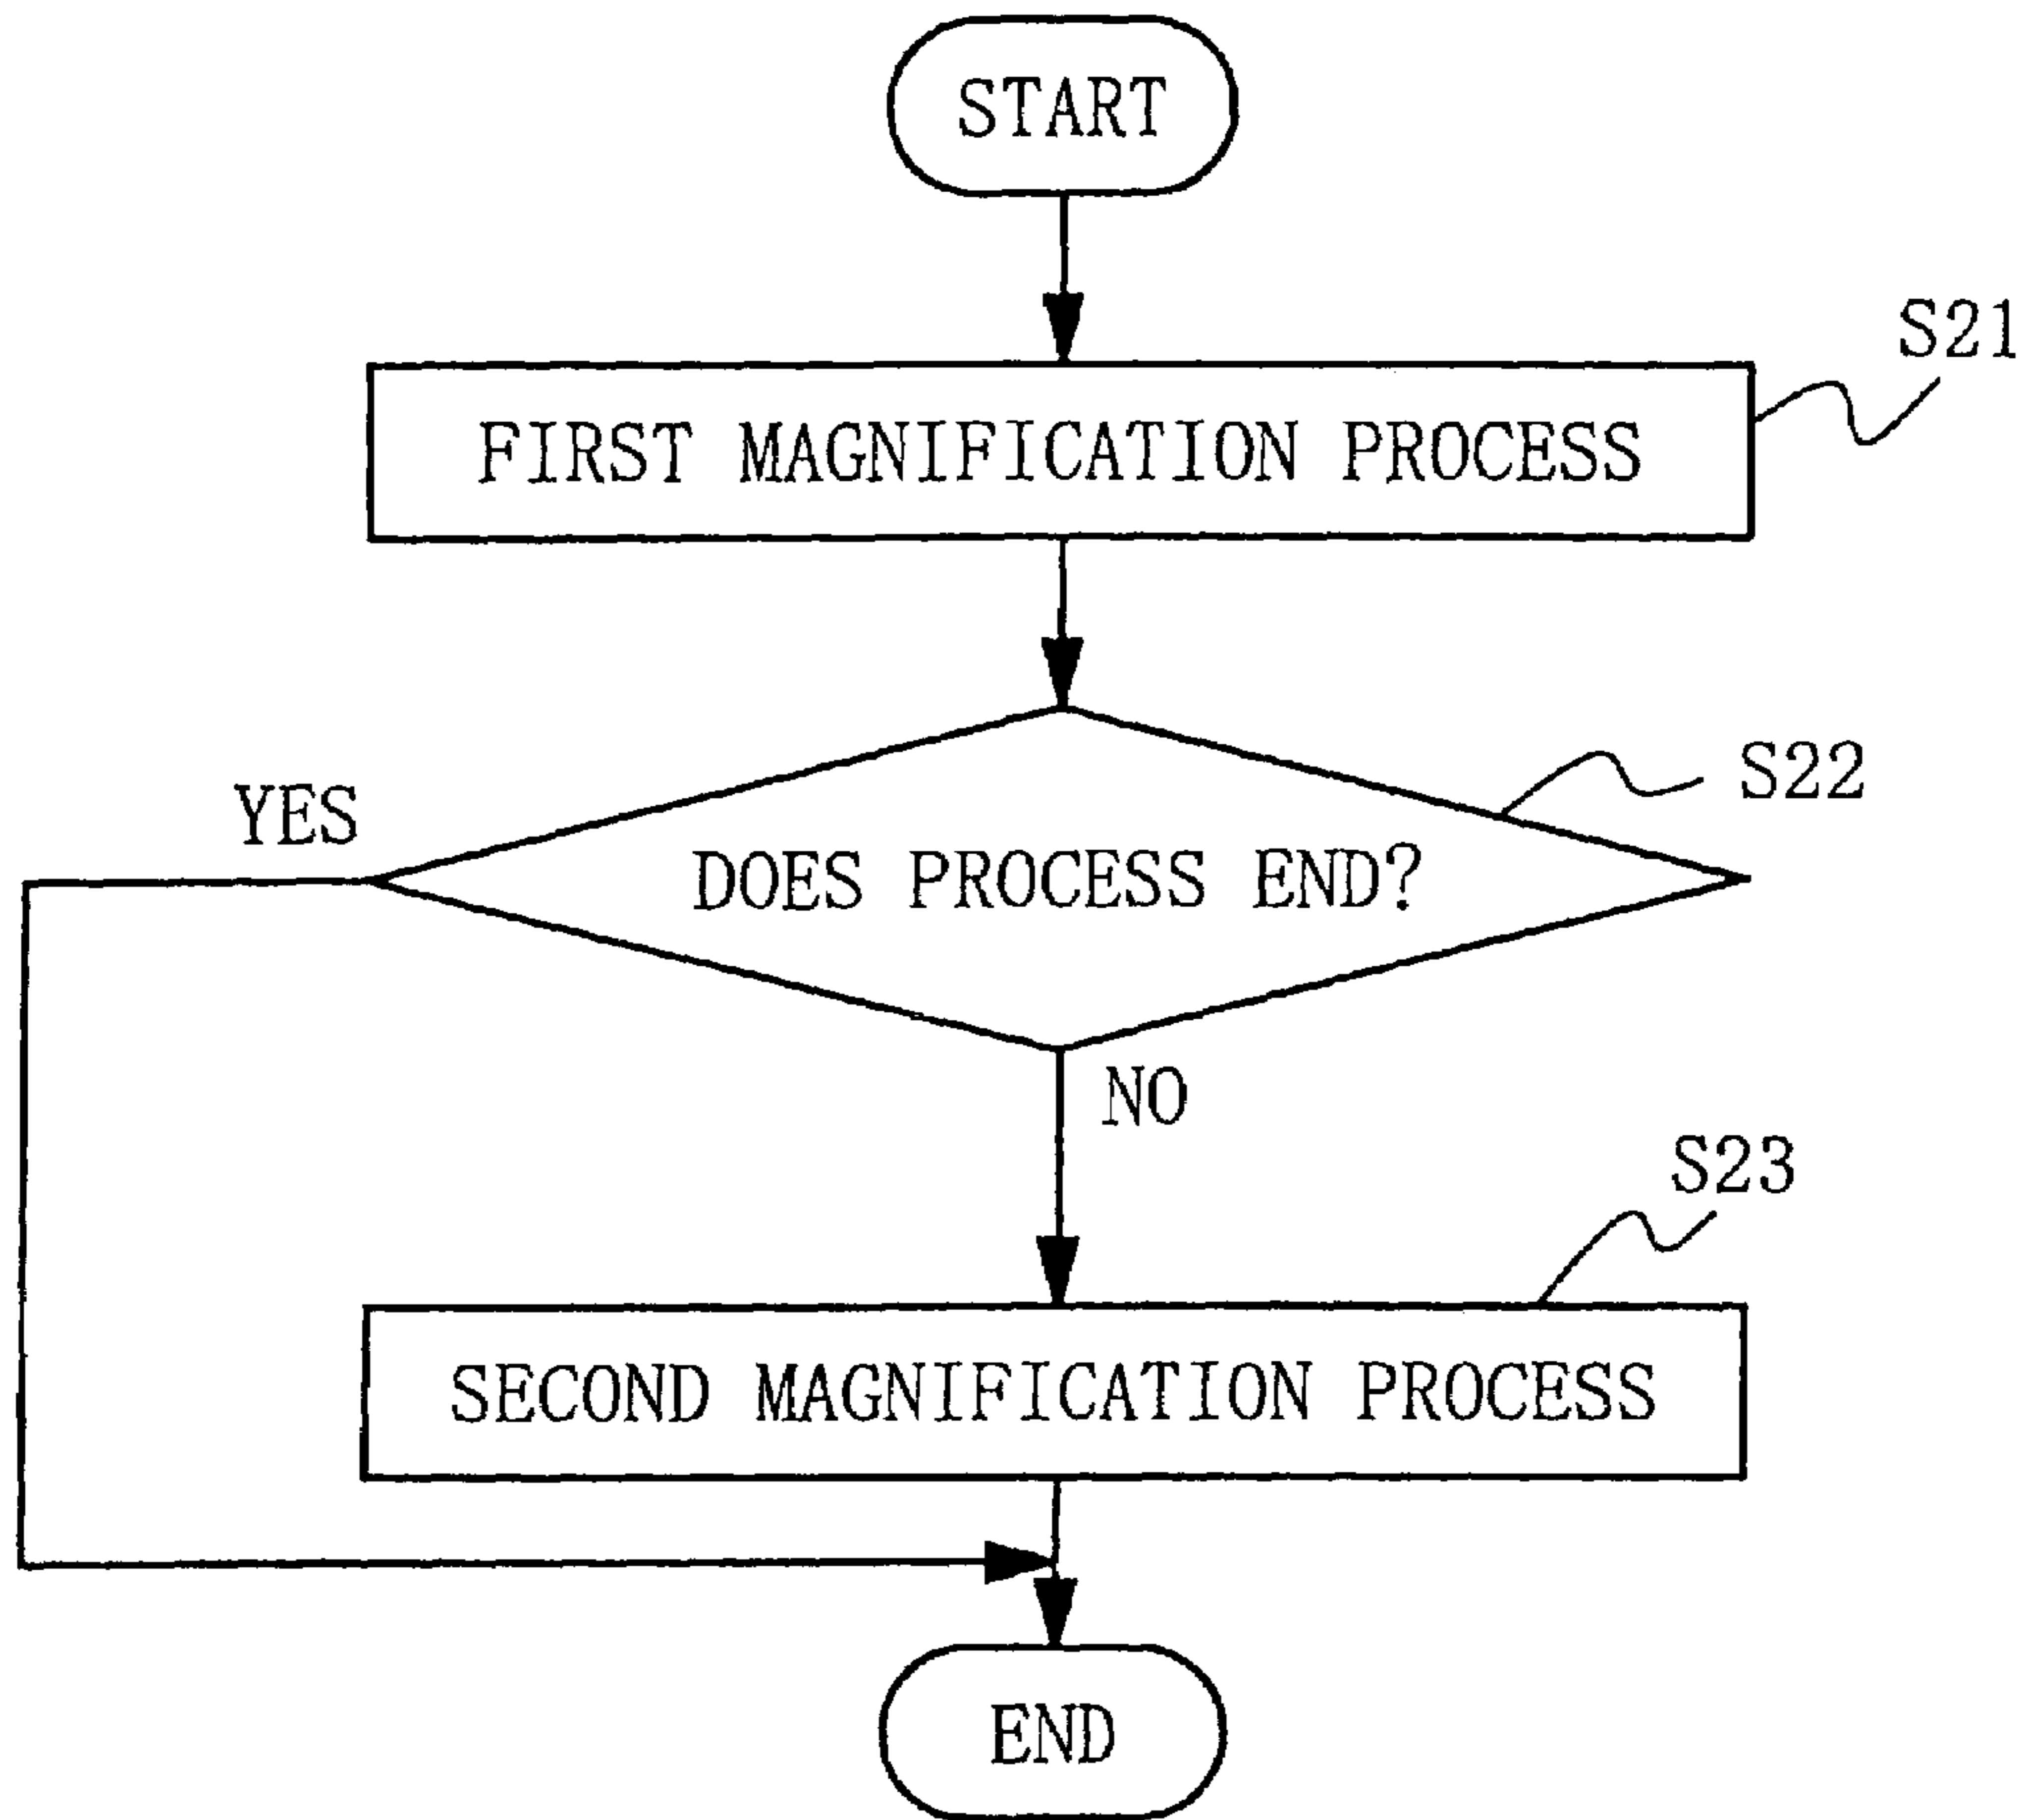 START
S21
FIRST MAGNIFICATION PROCESS
S22
YES
DOES PROCESS END?
NO
S23
SECOND MAGNIFICATION PROCESS
END